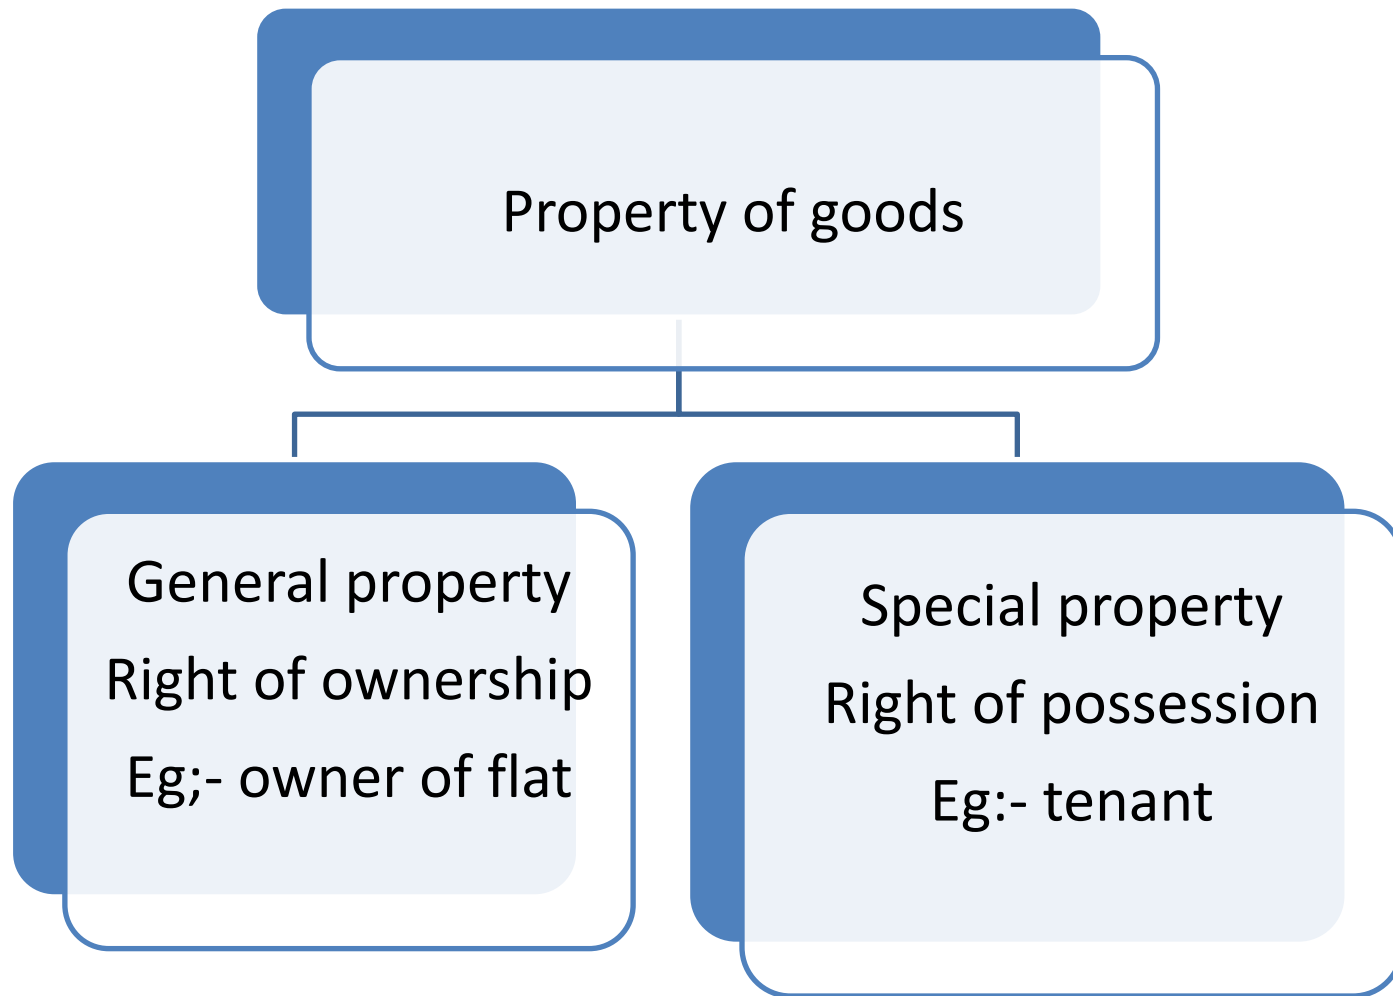 Property of goods
General property
Right of ownership
Eg;- owner of flat
Special property
Right of possession
Eg:- tenant